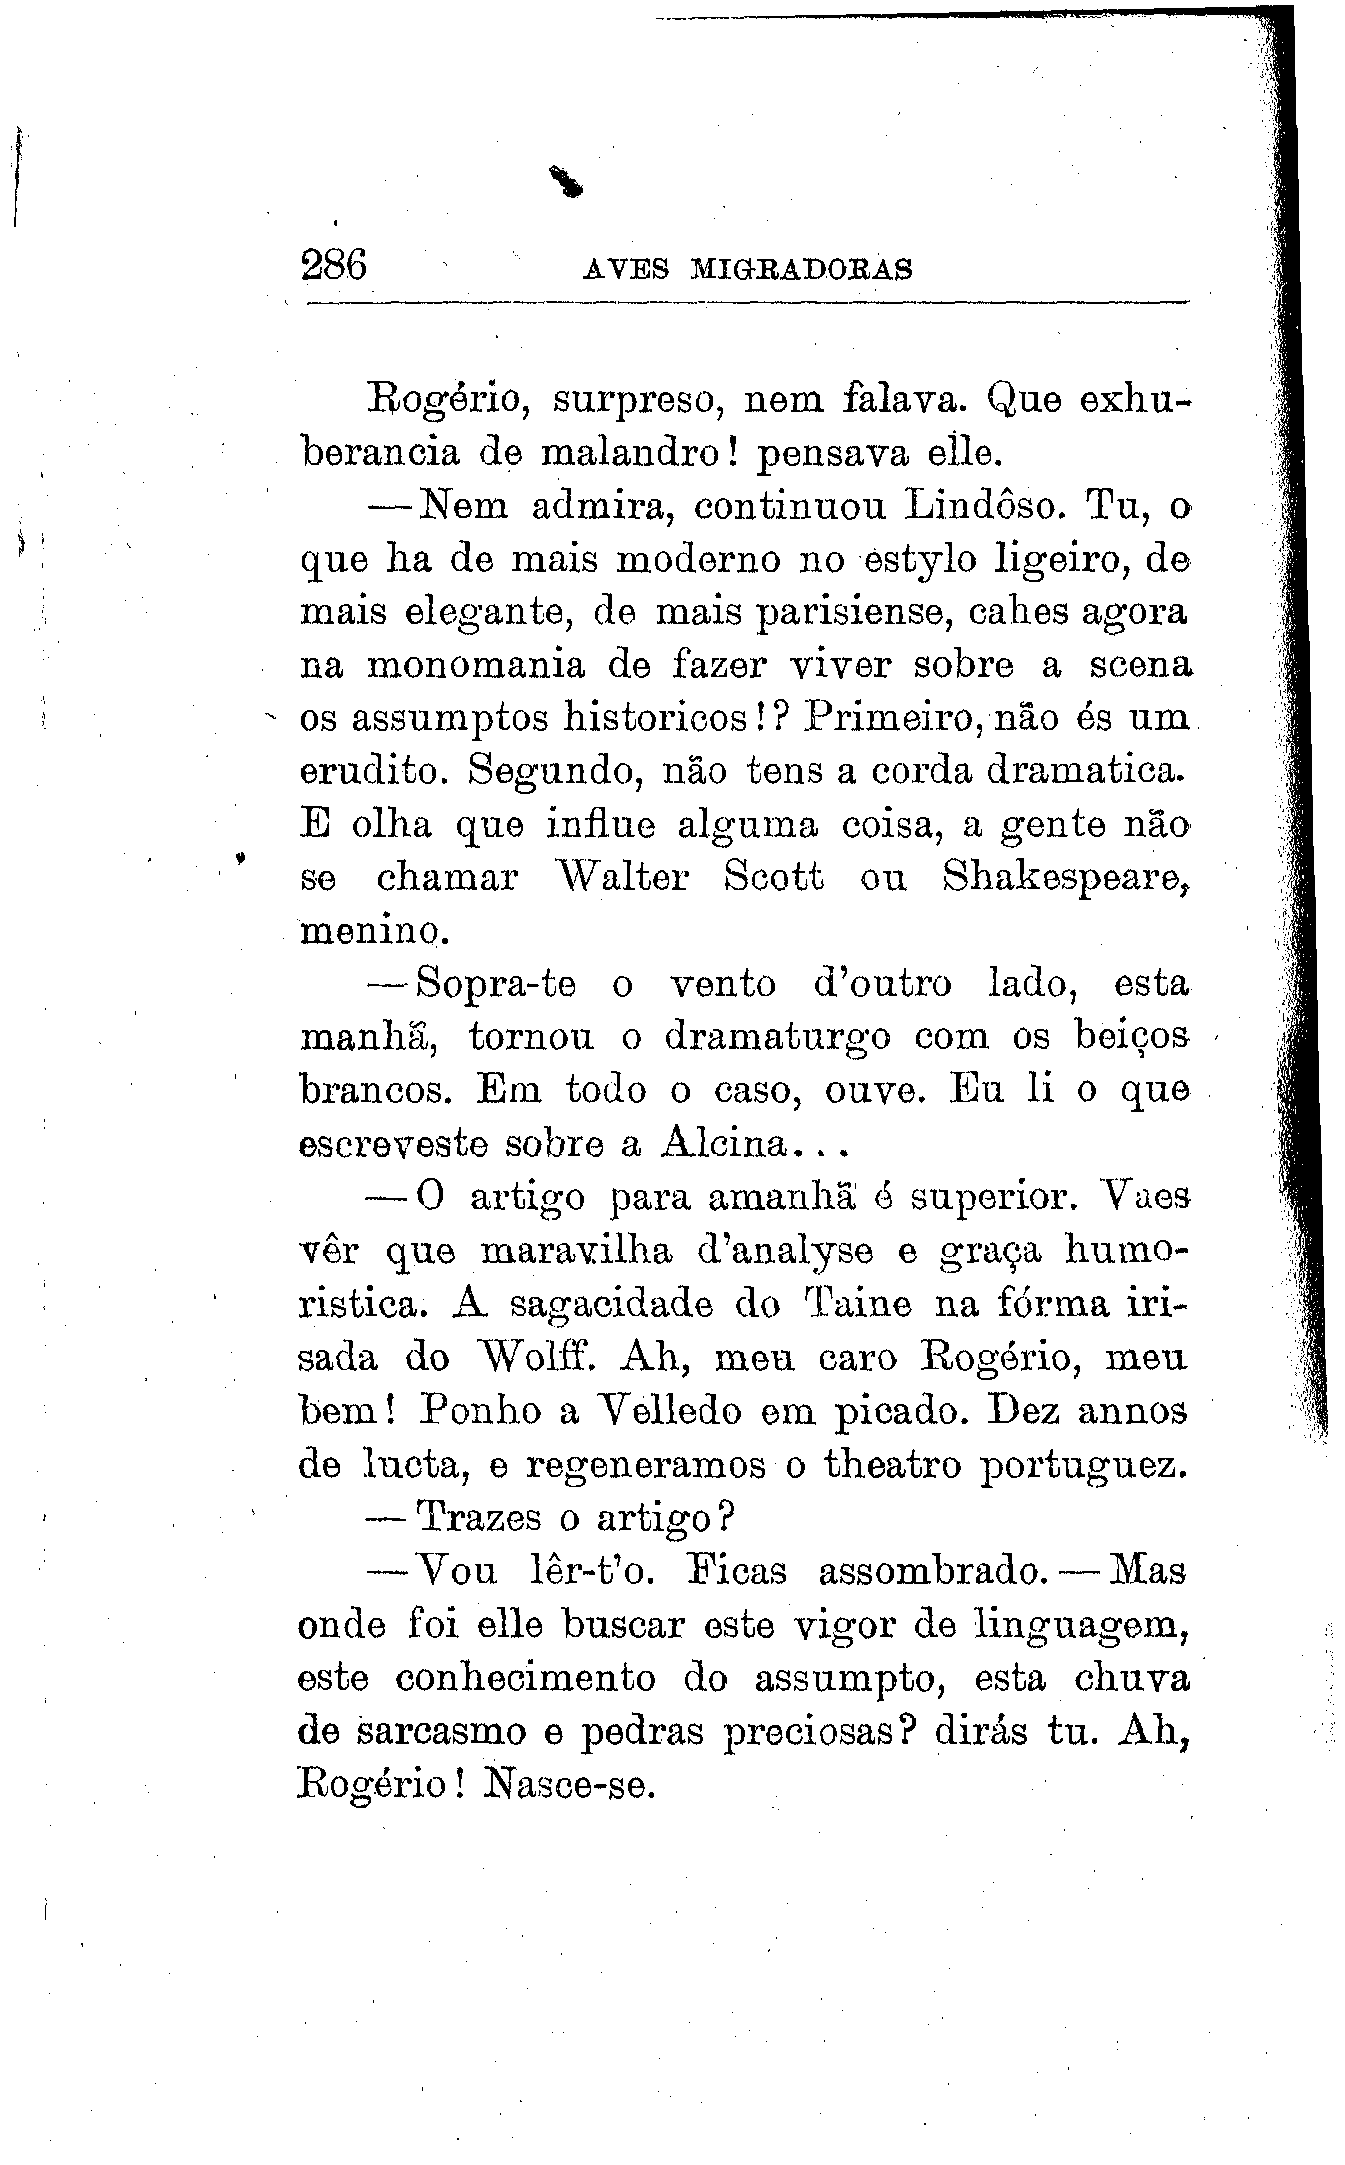 286 AVES MIGRADORAS
Rogério, surpreso, nem falava. Que exhu-
berancia de malandro! pensava elle.
—Nem admira, continuou Lindôso. Tu, o
que ha de mais moderno no estylo ligeiro, de
mais elegante, de mais parisiense, cahes agora
na monomania de fazer viver sobre a scena
os assumptos historicos!? Primeiro, não és um
erudito. Segundo, não tens a corda dramatica.
E olha que influe alguma coisa, a gente não
se chamar Walter Scott ou Shakespeare,
menino.
—Sopra-te o vento d'outro lado, esta
manhã, tornou o dramaturgo com os beiços
brancos. Em todo o caso, ouve. Eu li o que
escreveste sobre a Alcina...
—O artigo para amanhã é superior. Vaes
vêr que maravilha d'analyse e graça humo-
ristica. A sagacidade do Taine na fórma iri-
sada do Wolff. Ah, meu caro Rogério, meu
bem! Ponho a Velledo em picado. Dez annos
de lucta, e regeneramos o theatro portuguez.
—Trazes o artigo?
—Vou lêr-t'o. Ficas assombrado.—Mas
onde foi elle buscar este vigor de linguagem,
este conhecimento do assumpto, esta chuva
de sarcasmo e pedras preciosas? dirás tu. Ah,
Rogério! Nasce-se.